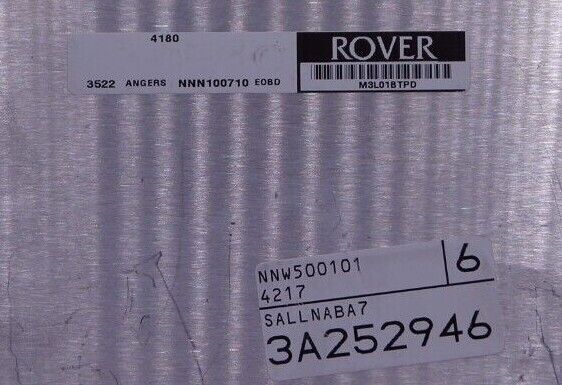 4180
ROVER
3522 ANGERS NNN100710 EOBD
M3L01BTPD
NNW500101
4217
6
SALLNABA7
3A252946